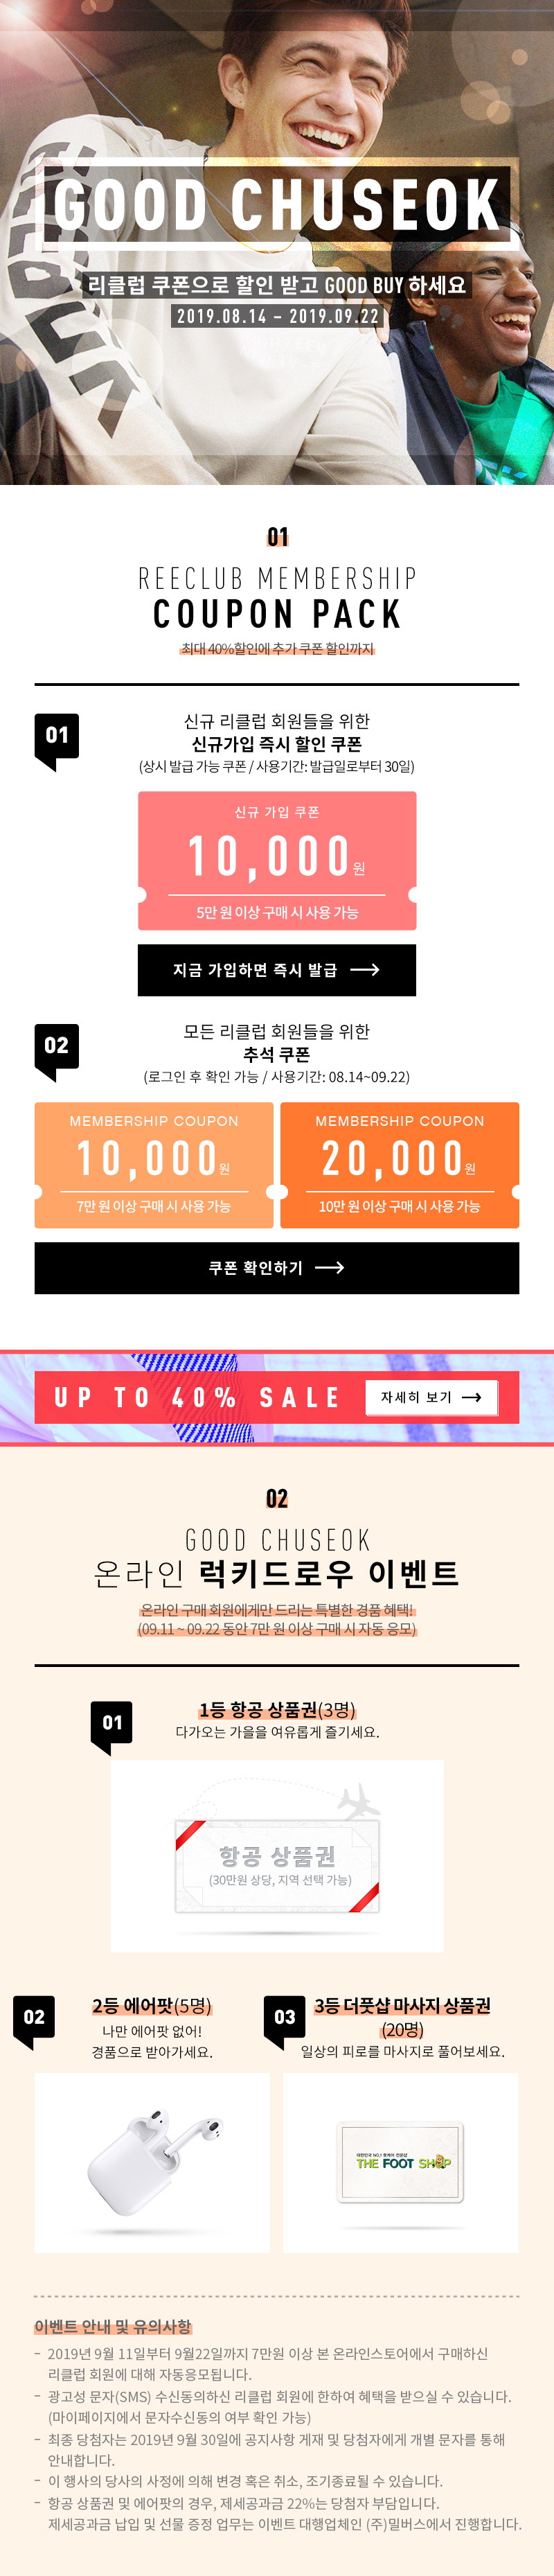 GOOD CHUSEOK
리클럽 쿠폰으로 할인 받고 GOOD BUY 하세요
2019.08.14 – 2019.09.22
01
REECLUB MEMBERSHIP
COUPON PACK
최대 40%할인에 추가 쿠폰 할인까지
01
신규 리클럽 회원들을 위한
신규가입 즉시 할인 쿠폰
(상시 발급 가능 쿠폰 / 사용기간: 발급일로부터 30일)
신규 가입 쿠폰
10,000원
5만 원 이상 구매 시 사용 가능
지금 가입하면 즉시 발급
02
모든 리클럽 회원들을 위한
추석 쿠폰
(로그인 후 확인 가능 / 사용기간: 08.14~09.22)
MEMBERSHIP COUPON
10,000원
7만 원 이상 구매 시 사용 가능
MEMBERSHIP COUPON
20,000원
10만 원 이상 구매 시 사용 가능
쿠폰 확인하기
UP TO 40% SALE
자세히 보기
02
GOOD CHUSEOK
온라인 럭키드로우 이벤트
온라인 구매 회원에게만 드리는 특별한 경품 혜택!
(09.11 ~ 09.22 동안 7만 원 이상 구매 시 자동 응모)
01
1등 항공 상품권(3명)
다가오는 가을을 여유롭게 즐기세요.
항공 상품권
(30만원 상당, 지역 선택 가능)
02
2등 에어팟(5명)
나만 에어팟 없어!
경품으로 받아가세요.
03
3등 더풋샵 마사지 상품권
(20명)
일상의 피로를 마사지로 풀어보세요.
THE FOOT SHOP
이벤트 안내 및 유의사항
- 2019년 9월 11일부터 9월22일까지 7만원 이상 본 온라인스토어에서 구매하신
리클럽 회원에 대해 자동응모됩니다.
- 광고성 문자(SMS) 수신동의하신 리클럽 회원에 한하여 혜택을 받으실 수 있습니다.
(마이페이지에서 문자수신동의 여부 확인 가능)
- 최종 당첨자는 2019년 9월 30일에 공지사항 게재 및 당첨자에게 개별 문자를 통해
안내합니다.
- 이 행사의 당사의 사정에 의해 변경 혹은 취소, 조기종료될 수 있습니다.
- 항공 상품권 및 에어팟의 경우, 제세공과금 22%는 당첨자 부담입니다.
제세공과금 납입 및 선물 증정 업무는 이벤트 대행업체인 (주)밀버스에서 진행합니다.